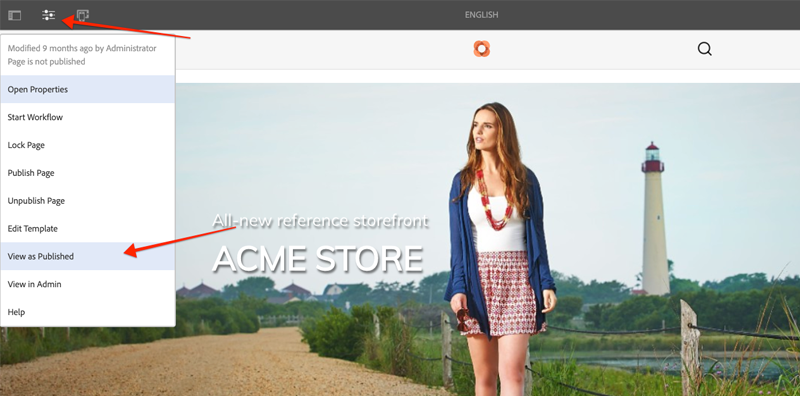 ENGLISH
Modified 9 months ago by Administrator
Page is not published
Open Properties
Start Workflow
Lock Page
Publish Page
Unpublish Page
Edit Template
View as Published
View in Admin
Help
All-new reference storefront
ACME STORE